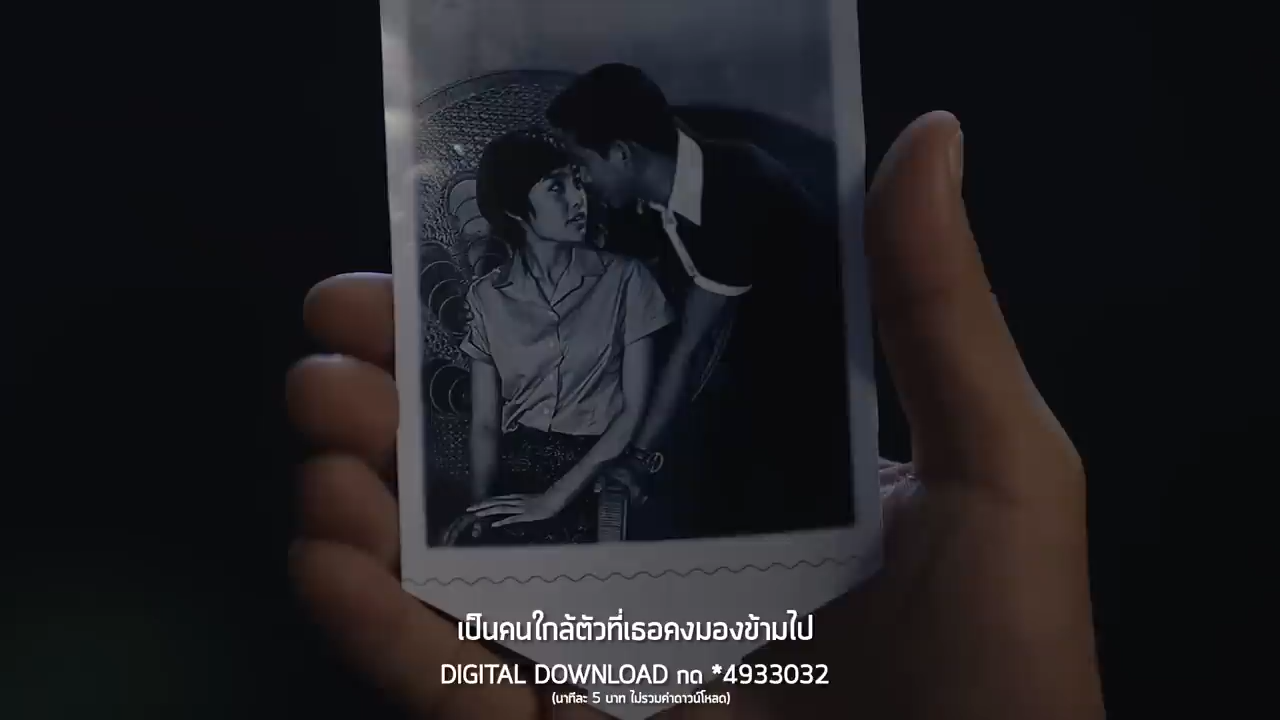 เป็นคนใกล้ตัวที่เธอคงมองข้ามไป
DIGITAL DOWNLOAD กด *4933032
(นาทีละ 5 บาท ไม่รวมค่าดาวน์โหลด)